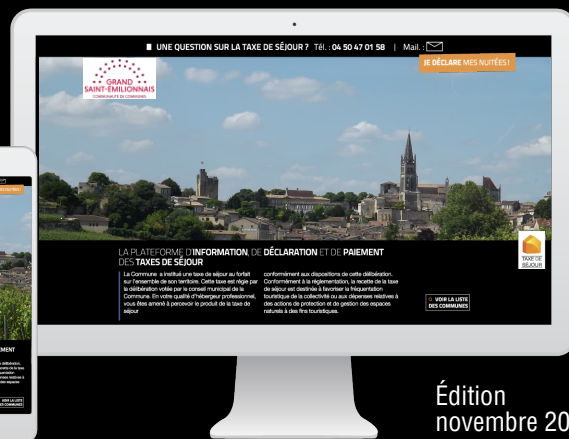 UNE QUESTION SUR LA TAXE DE SÉJOUR ? Tél. : 04 50 47 01 58 | Mail. :
JE DÉCLARE MES NUITÉES !
GRAND
SAINT-ÉMILIONNAIS
COMMUNAUTÉ DE COMMUNES
LA PLATEFORME D'INFORMATION, DE DÉCLARATION ET DE PAIEMENT
DES TAXES DE SÉJOUR
La Commune a institué une taxe de séjour au forfait
sur l'ensemble de son territoire. Cette taxe est régie par
la délibération votée par le conseil municipal de la
Commune. En votre qualité d'hébergeur professionnel,
vous êtes amené à percevoir le produit de la taxe de
séjour
conformément aux dispositions de cette délibération.
Conformément à la réglementation, la recette de la taxe
de séjour est destinée à favoriser la fréquentation
touristique de la collectivité ou aux dépenses relatives à
des actions de protection et de gestion des espaces
naturels à des fins touristiques.
TAXE DE
SÉJOUR
VOIR LA LISTE
DES COMMUNES
VOIR LA LISTE
DES COMMUNES
Édition
novembre 20